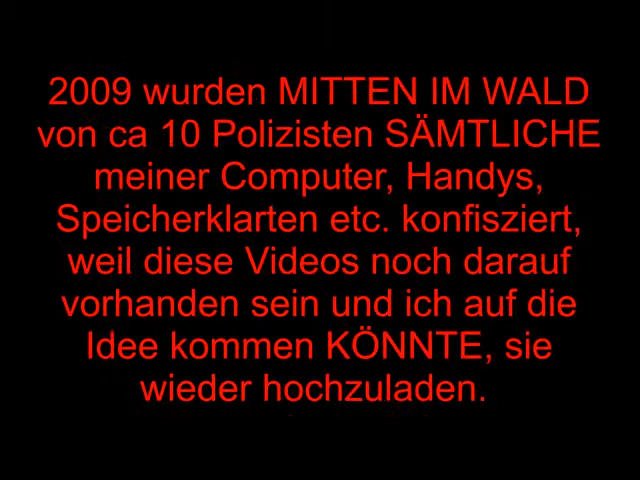 2009 wurden MITTEN IM WALD
von ca 10 Polizisten SÄMTLICHE
meiner Computer, Handys,
Speicherklarten etc. konfisziert,
weil diese Videos noch darauf
vorhanden sein und ich auf die
Idee kommen KÖNNTE, sie
wieder hochzuladen.